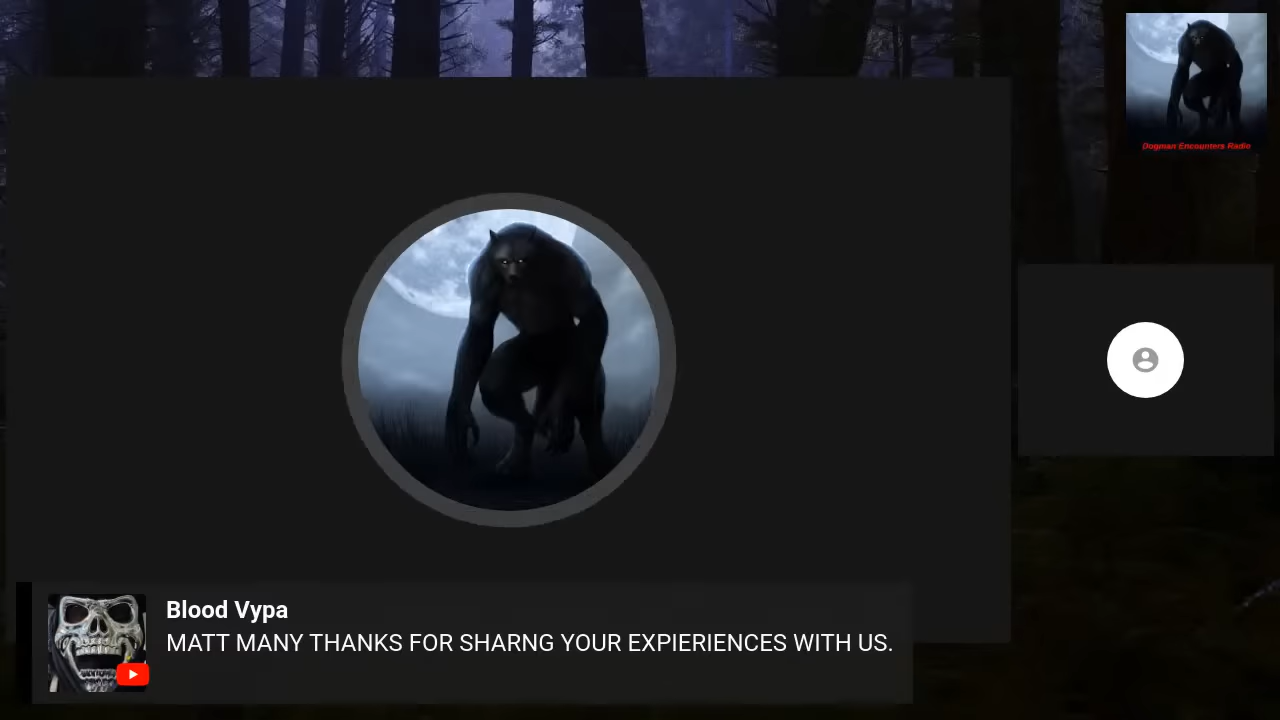 Dogman Encounters Radio
Blood Vypa
MATT MANY THANKS FOR SHARNG YOUR EXPIERIENCES WITH US.